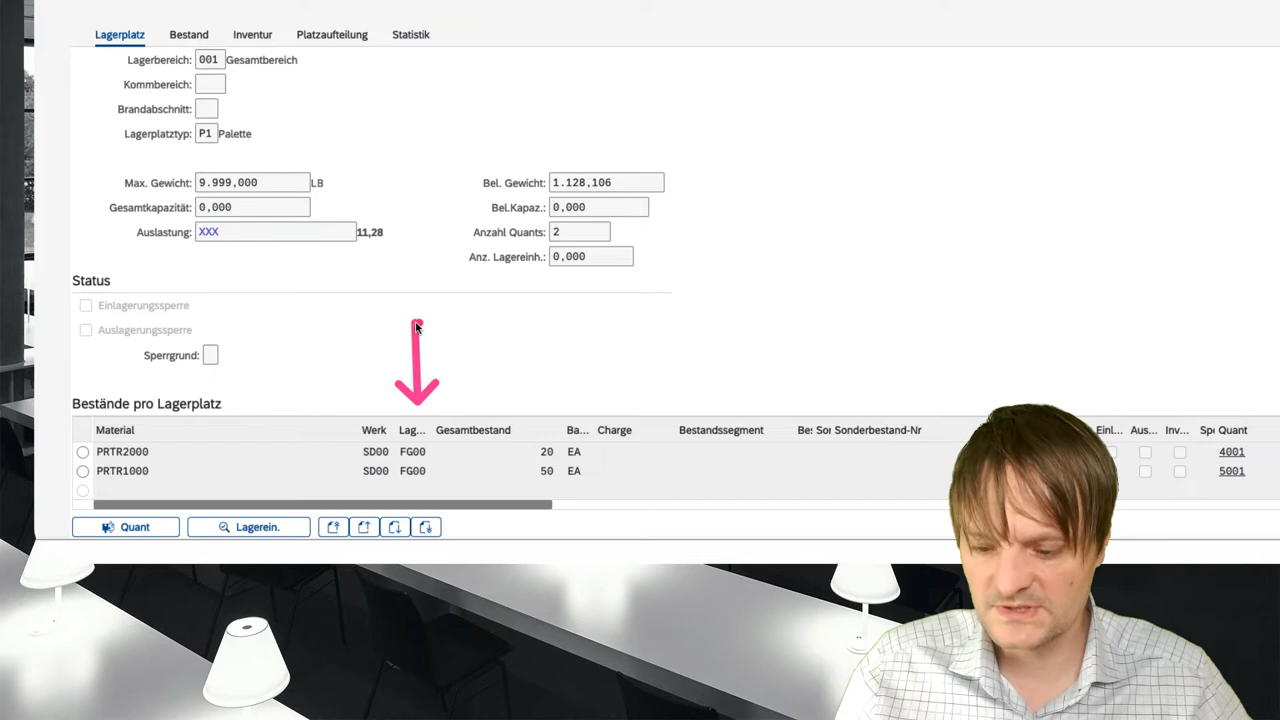 Lagerplatz Bestand Inventur Platzaufteilung Statistik
Lagerbereich: 001 Gesamtbereich
Kommbereich:
Brandabschnitt:
Lagerplatztyp: P1 Palette
Max. Gewicht: 9.999,000 LB Bel. Gewicht: 1.128,106
Gesamtkapazität: 0,000 Bel.Kapaz.: 0,000
Auslastung: XXX 11,28 Anzahl Quants: 2
Anz. Lagereinh.: 0,000
Status
Einlagerungssperre
Auslagerungssperre
Sperrgrund:
Bestände pro Lagerplatz
Material Werk Lag... Gesamtbestand Ba... Charge Bestandssegment Be: Sor Sonderbestand-Nr Einl... Aus... Inv... Spe Quant
PRTR2000 SD00 FG00 20 EA 4001
PRTR1000 SD00 FG00 50 EA 5001
Quant Lagerein.